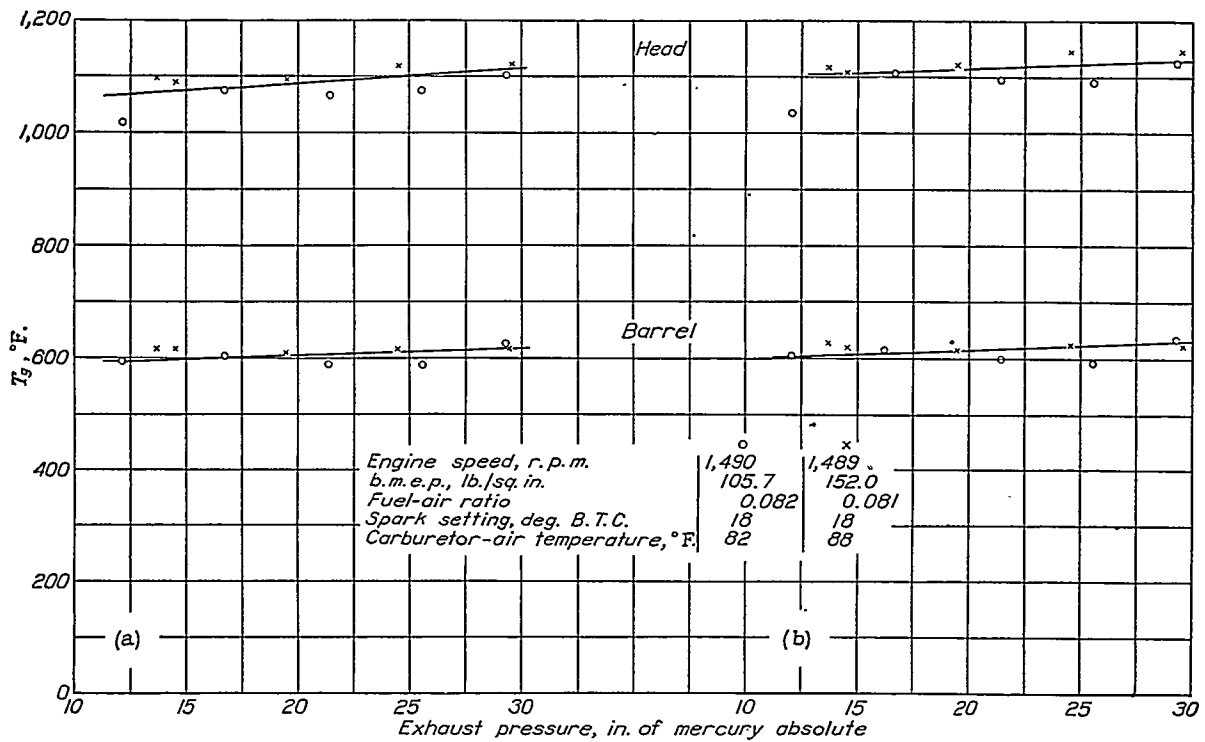 1,200
1,000
800
600
400
200
0
T_g, °F.
Head
Barrel
o x
Engine speed, r.p.m. 1,490 1,489
b.m.e.p., lb./sq. in. 105.7 152.0
Fuel-air ratio 0.082 0.081
Spark setting, deg. B.T.C. 18 18
Carburetor-air temperature, °F. 82 88
(a) (b)
10 15 20 25 30 10 15 20 25 30
Exhaust pressure, in. of mercury absolute